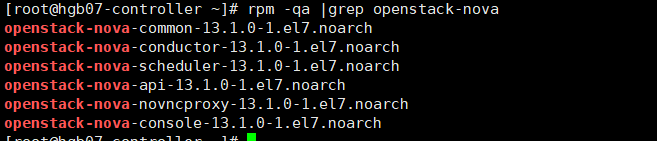 [root@hgb07-controller ~]# rpm -qa |grep openstack-nova
openstack-nova-common-13.1.0-1.el7.noarch
openstack-nova-conductor-13.1.0-1.el7.noarch
openstack-nova-scheduler-13.1.0-1.el7.noarch
openstack-nova-api-13.1.0-1.el7.noarch
openstack-nova-novncproxy-13.1.0-1.el7.noarch
openstack-nova-console-13.1.0-1.el7.noarch
[root@hgb07-controller ~]#